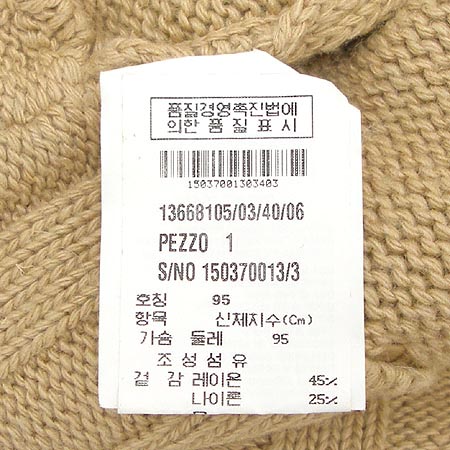 품질경영촉진법에
의한 품 질 표 시
15037001303403
13668105/03/40/06
PEZZO 1
S/NO 150370013/3
호칭 95
항목 신체치수(Cm)
가슴 둘레 95
조 성 섬 유
겉 감 레이온 45%
나이론 25%